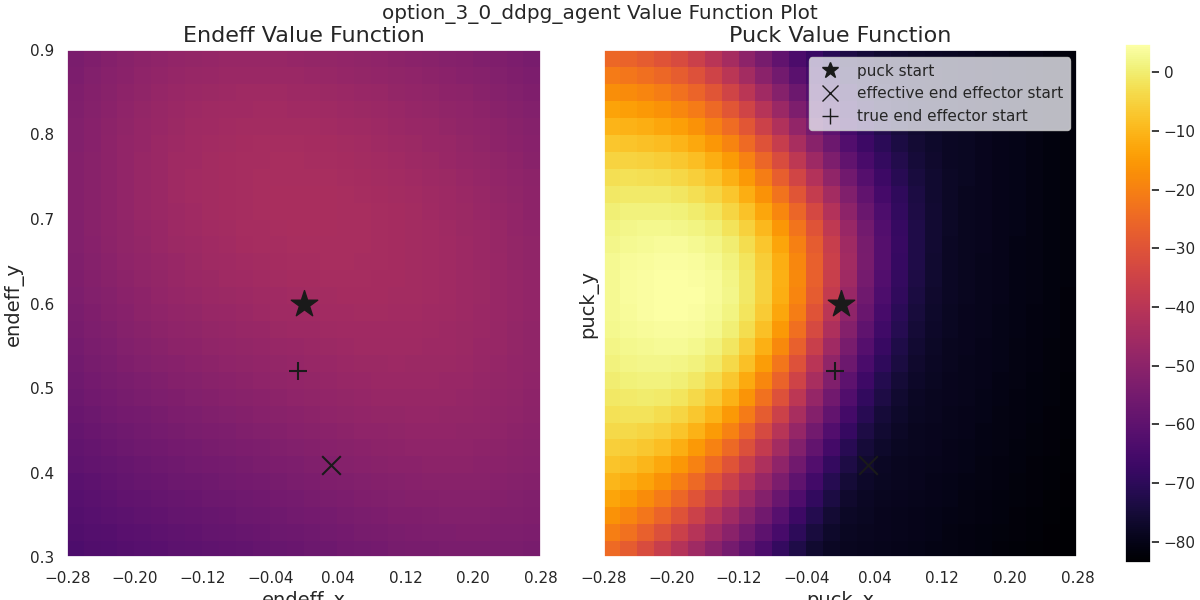 option_3_0_ddpg_agent Value Function Plot
Endeff Value Function
Puck Value Function
puck start
effective end effector start
true end effector start
endeff_y
0.9
0.8
0.7
0.6
0.5
0.4
0.3
−0.28 −0.20 −0.12 −0.04 0.04 0.12 0.20 0.28
endeff_x
puck_y
−0.28 −0.20 −0.12 −0.04 0.04 0.12 0.20 0.28
puck_x
0
−10
−20
−30
−40
−50
−60
−70
−80